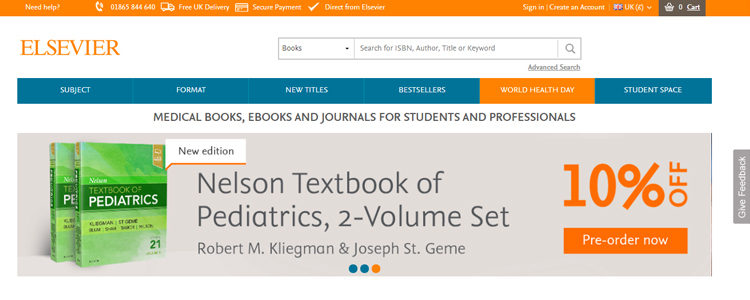 Need help? 01865 844 640 Free UK Delivery Secure Payment Direct from Elsevier Sign in | Create an Account UK (£) 0 Cart
ELSEVIER
Books Search for ISBN, Author, Title or Keyword
Advanced Search
SUBJECT FORMAT NEW TITLES BESTSELLERS WORLD HEALTH DAY STUDENT SPACE
MEDICAL BOOKS, EBOOKS AND JOURNALS FOR STUDENTS AND PROFESSIONALS
New edition
Nelson
TEXTBOOK OF
PEDIATRICS
KLIEGMAN ST GEME
BLUM SHAH TASKER WILSON
21
Nelson Textbook of
Pediatrics, 2-Volume Set
Robert M. Kliegman & Joseph St. Geme
10% OFF
Pre-order now
Give Feedback